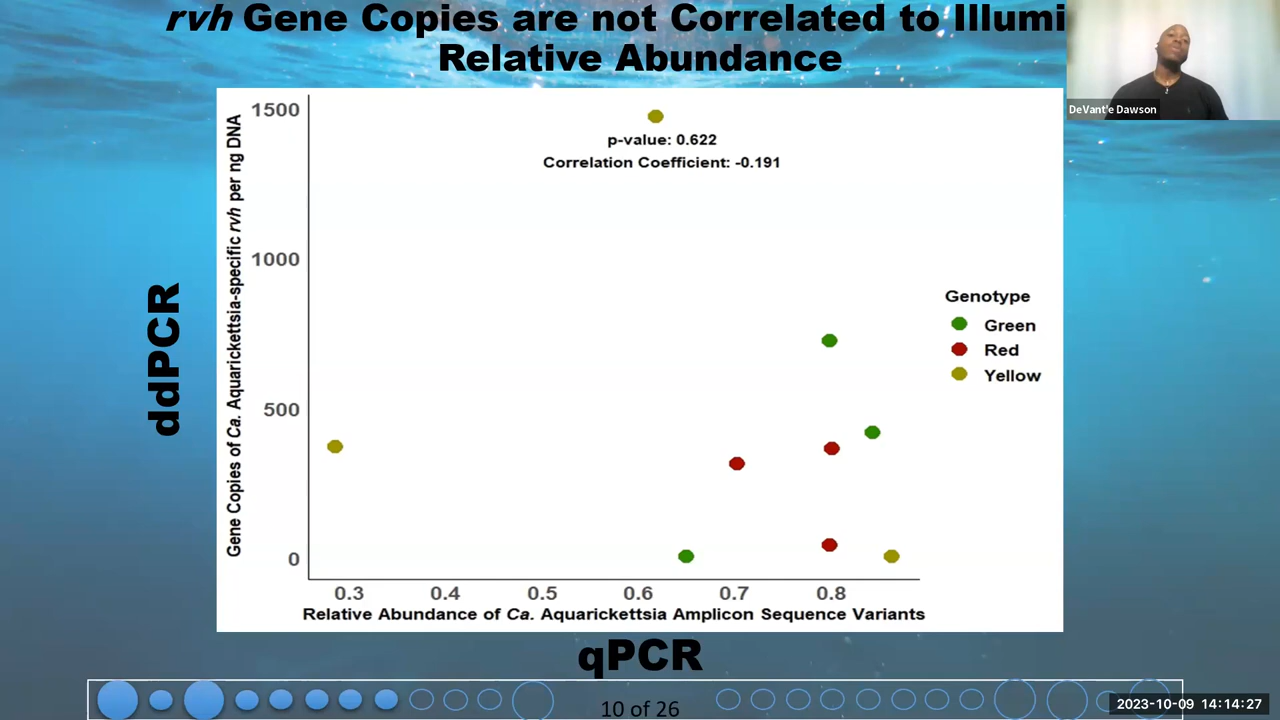 rvh Gene Copies are not Correlated to Illumi
Relative Abundance
DeVant'e Dawson
1500
1000
500
0
Gene Copies of Ca. Aquarickettsia-specific rvh per ng DNA
ddPCR
p-value: 0.622
Correlation Coefficient: -0.191
Genotype
Green
Red
Yellow
0.3 0.4 0.5 0.6 0.7 0.8
Relative Abundance of Ca. Aquarickettsia Amplicon Sequence Variants
qPCR
10 of 26
2023-10-09 14:14:27